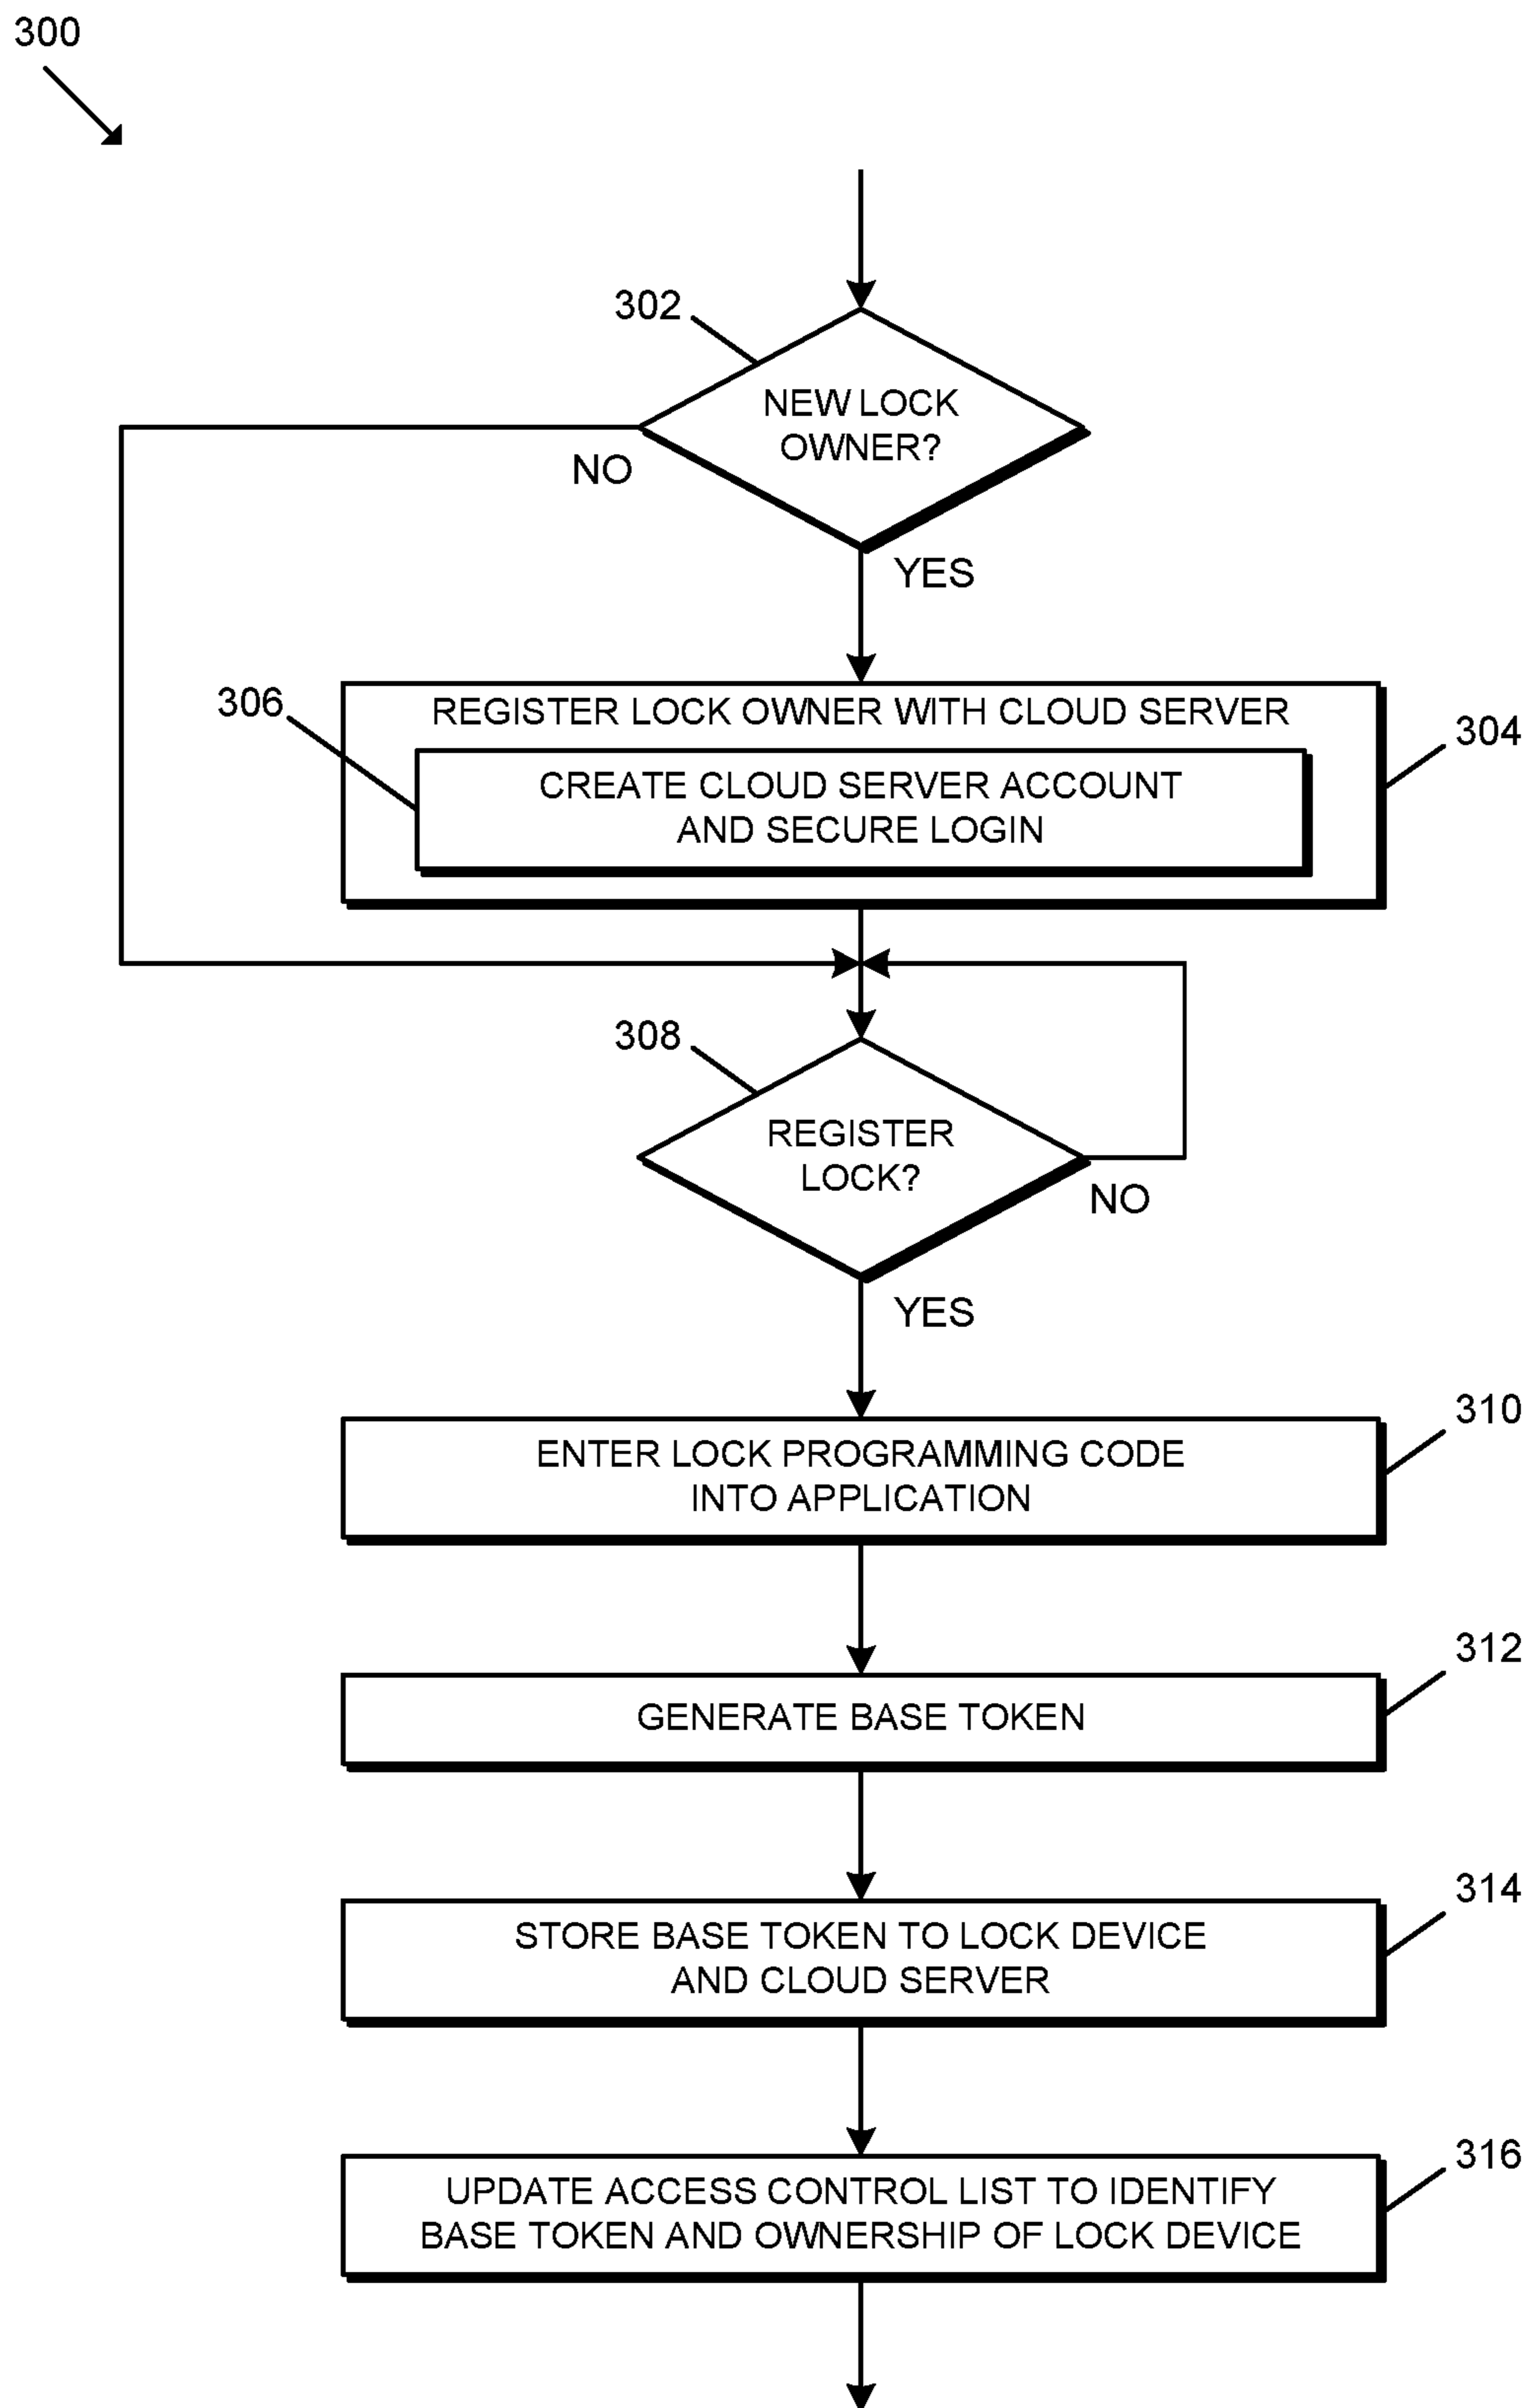 300
302
NEW LOCK
OWNER?
NO
YES
306
REGISTER LOCK OWNER WITH CLOUD SERVER
304
CREATE CLOUD SERVER ACCOUNT
AND SECURE LOGIN
308
REGISTER
LOCK?
NO
YES
310
ENTER LOCK PROGRAMMING CODE
INTO APPLICATION
312
GENERATE BASE TOKEN
314
STORE BASE TOKEN TO LOCK DEVICE
AND CLOUD SERVER
316
UPDATE ACCESS CONTROL LIST TO IDENTIFY
BASE TOKEN AND OWNERSHIP OF LOCK DEVICE